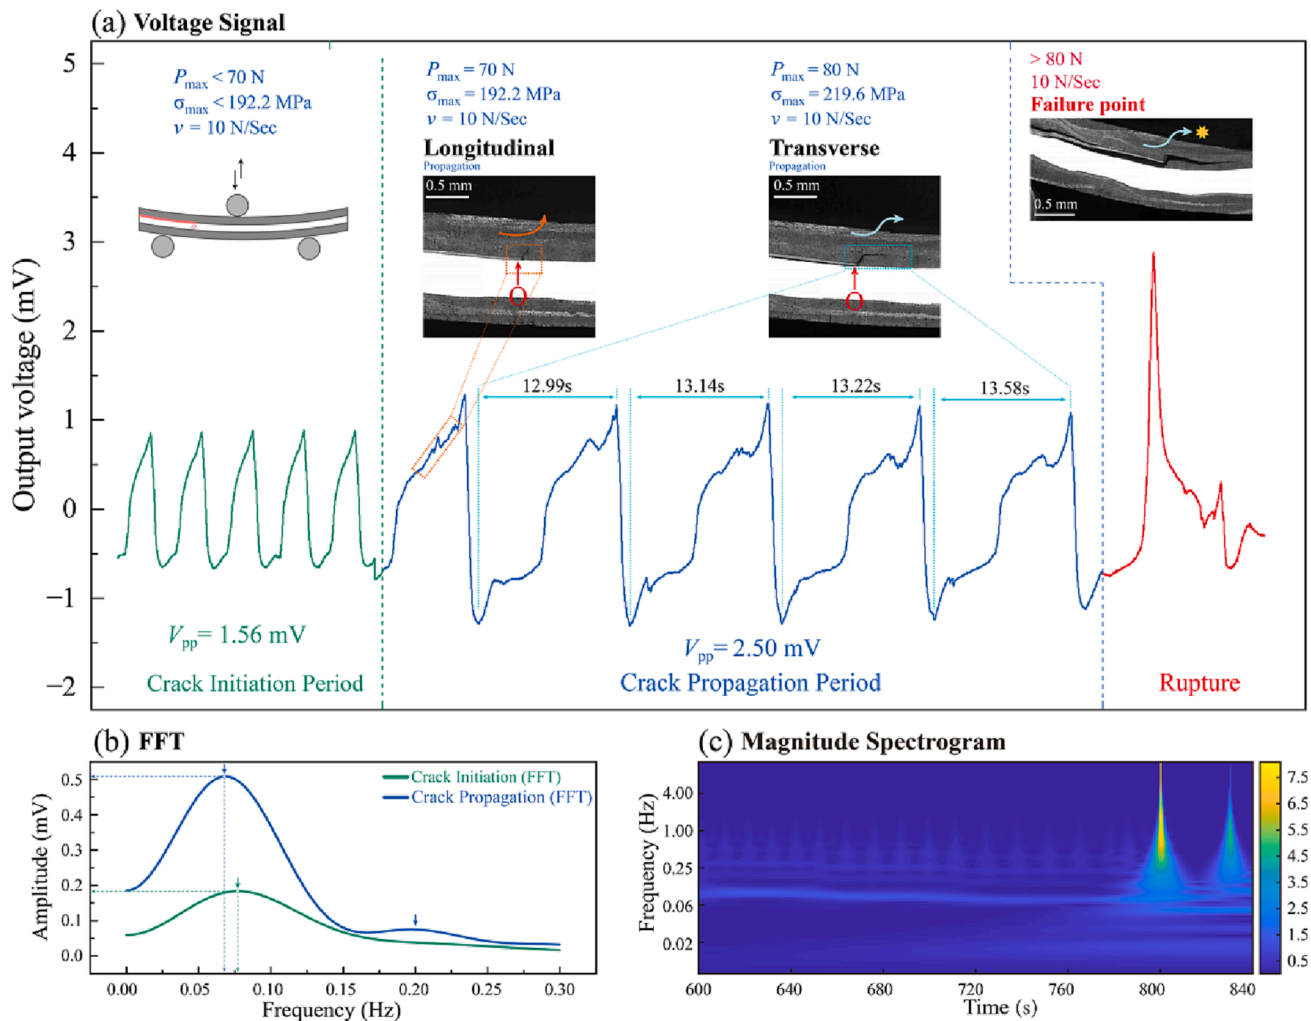 (a) Voltage Signal
Output voltage (mV)
5
4
3
2
1
0
−1
−2
Pmax < 70 N
σmax < 192.2 MPa
v = 10 N/Sec
Pmax = 70 N
σmax = 192.2 MPa
v = 10 N/Sec
Longitudinal
Propagation
0.5 mm
Pmax = 80 N
σmax = 219.6 MPa
v = 10 N/Sec
Transverse
Propagation
0.5 mm
> 80 N
10 N/Sec
Failure point
0.5 mm
12.99s
13.14s
13.22s
13.58s
Vpp= 1.56 mV
Crack Initiation Period
Vpp= 2.50 mV
Crack Propagation Period
Rupture
(b) FFT
Amplitude (mV)
0.5
0.4
0.3
0.2
0.1
0.0
Crack Initiation (FFT)
Crack Propagation (FFT)
0.00 0.05 0.10 0.15 0.20 0.25 0.30
Frequency (Hz)
(c) Magnitude Spectrogram
Frequency (Hz)
4.00
1.00
0.25
0.06
0.02
600 640 680 720 760 800 840
Time (s)
7.5
6.5
5.5
4.5
3.5
2.5
1.5
0.5